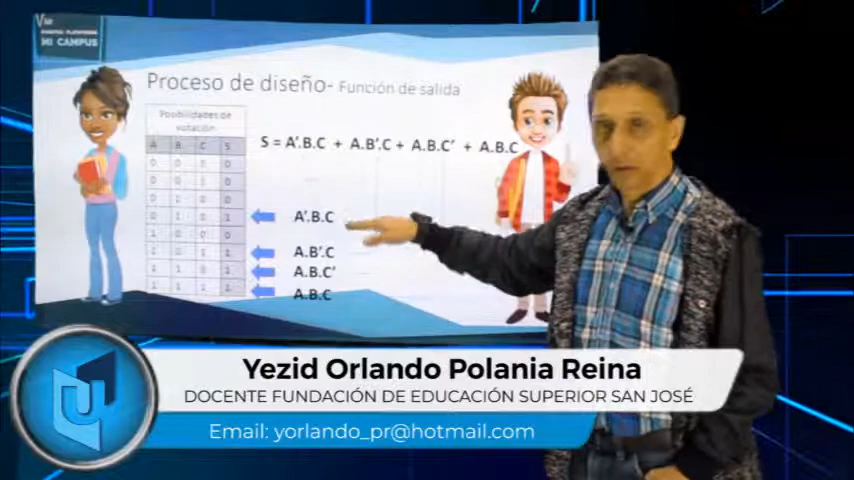 MI CAMPUS
Proceso de diseño- Función de salida
Posibilidades de
votación
A B C S
S = A'.B.C + A.B'.C + A.B.C' + A.B.C
0 0 0 0
0 0 1 0
0 1 0 0
0 1 0 1 A'.B.C
1 0 0 0
1 0 1 1 A.B'.C
1 1 0 1 A.B.C'
1 1 1 1 A.B.C
Yezid Orlando Polania Reina
DOCENTE FUNDACIÓN DE EDUCACIÓN SUPERIOR SAN JOSÉ
Email: yorlando_pr@hotmail.com